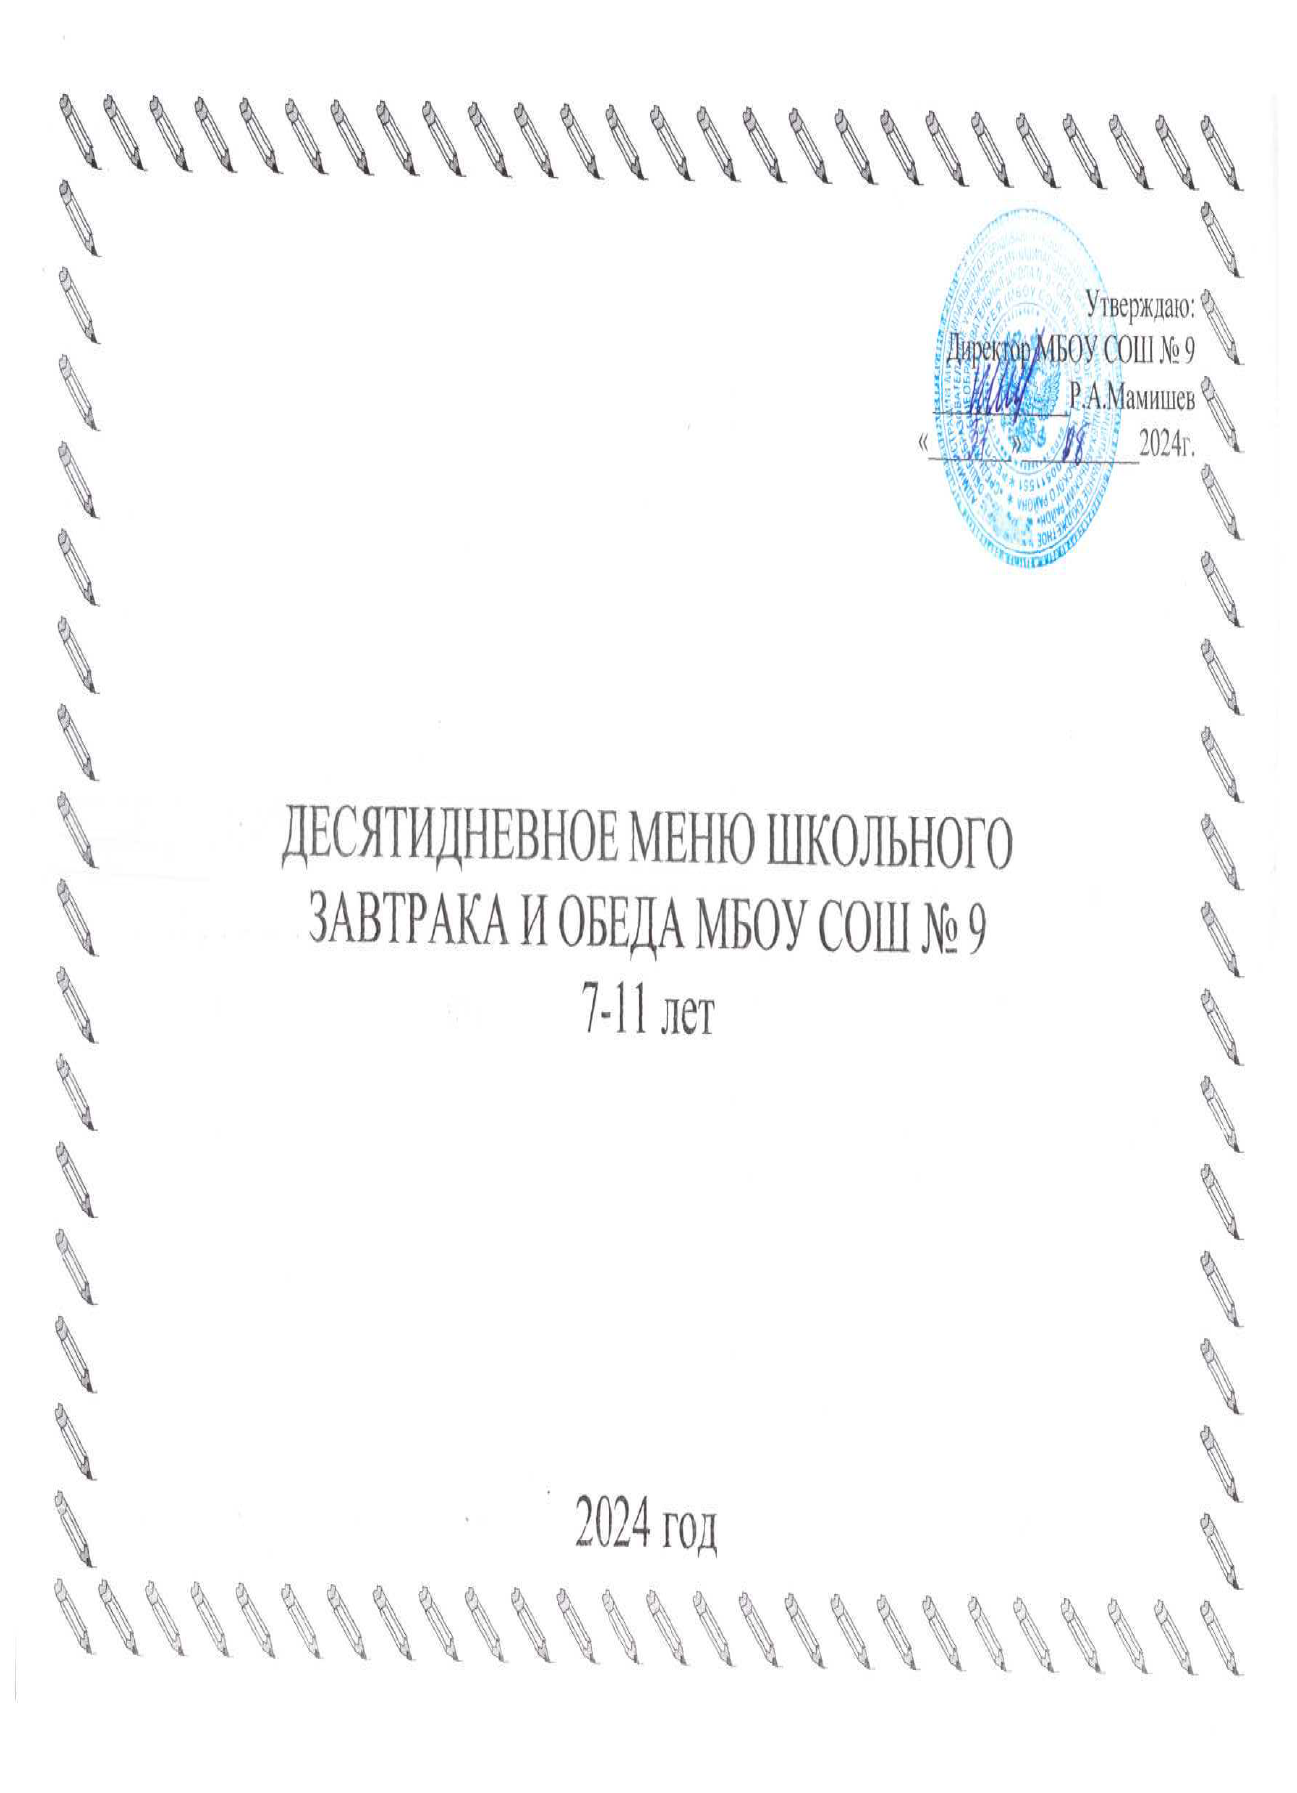 Утверждаю:
Директор МБОУ СОШ № 9
Р.А.Мамишев
« » 08 2024г.
ДЕСЯТИДНЕВНОЕ МЕНЮ ШКОЛЬНОГО
ЗАВТРАКА И ОБЕДА МБОУ СОШ № 9
7-11 лет
2024 год